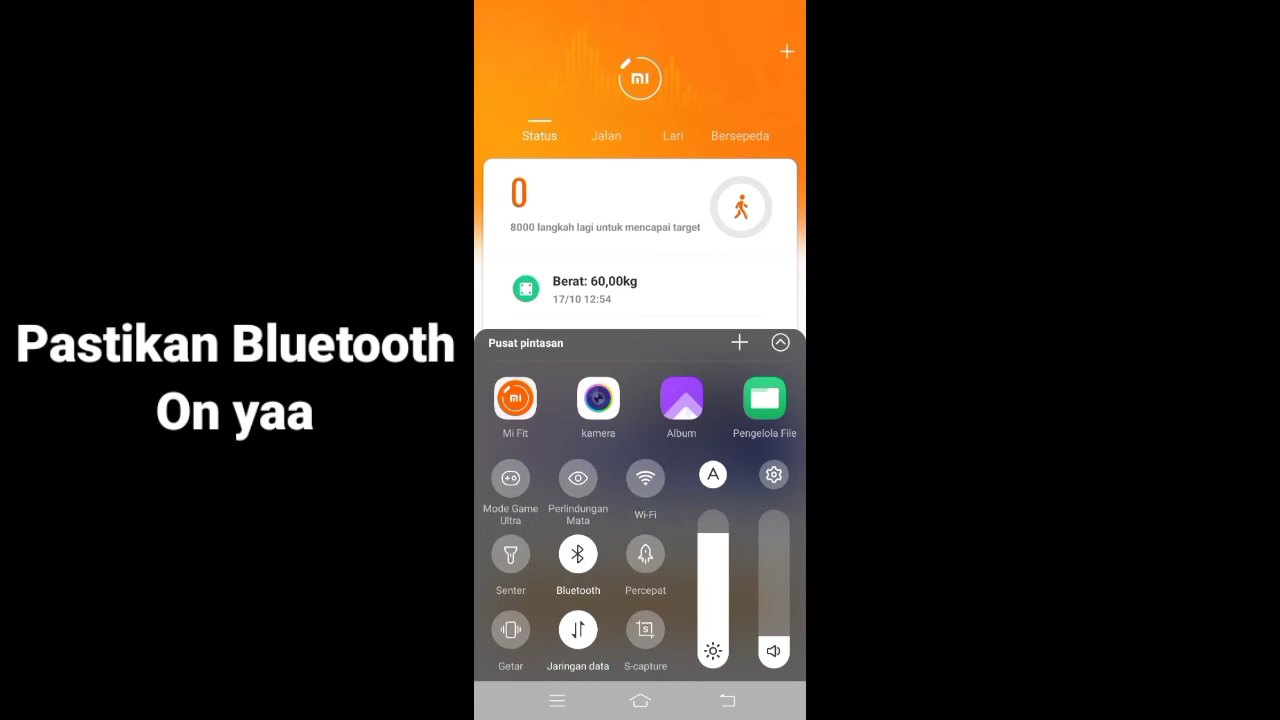 Pastikan Bluetooth
On yaa
mi
Status Jalan Lari Bersepeda
0
8000 langkah lagi untuk mencapai target
Berat: 60,00kg
17/10 12:54
Pusat pintasan
mi
Mi Fit kamera Album Pengelola File
A
Mode Game
Ultra
Perlindungan
Mata
Wi-Fi
Senter Bluetooth Percepat
S
Getar Jaringan data S-capture